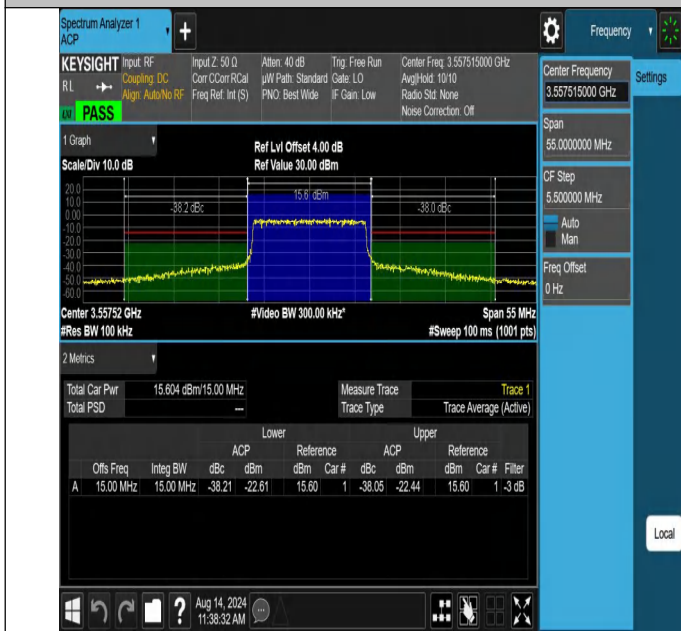 Spectrum Analyzer 1
ACP
+
Frequency
KEYSIGHT
RL
PASS
Input: RF
Coupling: DC
Align: Auto/No RF
Input Z: 50 Ω
Corr CCorr RCal
Freq Ref: Int (S)
Atten: 40 dB
µW Path: Standard
PNO: Best Wide
Trig: Free Run
Gate: LO
IF Gain: Low
Center Freq: 3.557515000 GHz
Avg|Hold: 10/10
Radio Std: None
Noise Correction: Off
Center Frequency
3.557515000 GHz
Settings
Span
55.0000000 MHz
CF Step
5.500000 MHz
Auto
Man
Freq Offset
0 Hz
1 Graph
Scale/Div 10.0 dB
Ref Lvl Offset 4.00 dB
Ref Value 30.00 dBm
20.0
10.0
0.00
-10.0
-20.0
-30.0
-40.0
-50.0
-60.0
-38.2 dBc
15.6 dBm
-38.0 dBc
Center 3.55752 GHz
#Video BW 300.00 kHz*
Span 55 MHz
#Res BW 100 kHz
#Sweep 100 ms (1001 pts)
2 Metrics
Total Car Pwr 15.604 dBm/15.00 MHz
Total PSD ---
Measure Trace Trace 1
Trace Type Trace Average (Active)
Lower Upper
ACP Reference ACP Reference
Offs Freq Integ BW dBc dBm dBm Car # dBc dBm dBm Car # Filter
A 15.00 MHz 15.00 MHz -38.21 -22.61 15.60 1 -38.05 -22.44 15.60 1 -3 dB
Local
?
Aug 14, 2024
11:38:32 AM